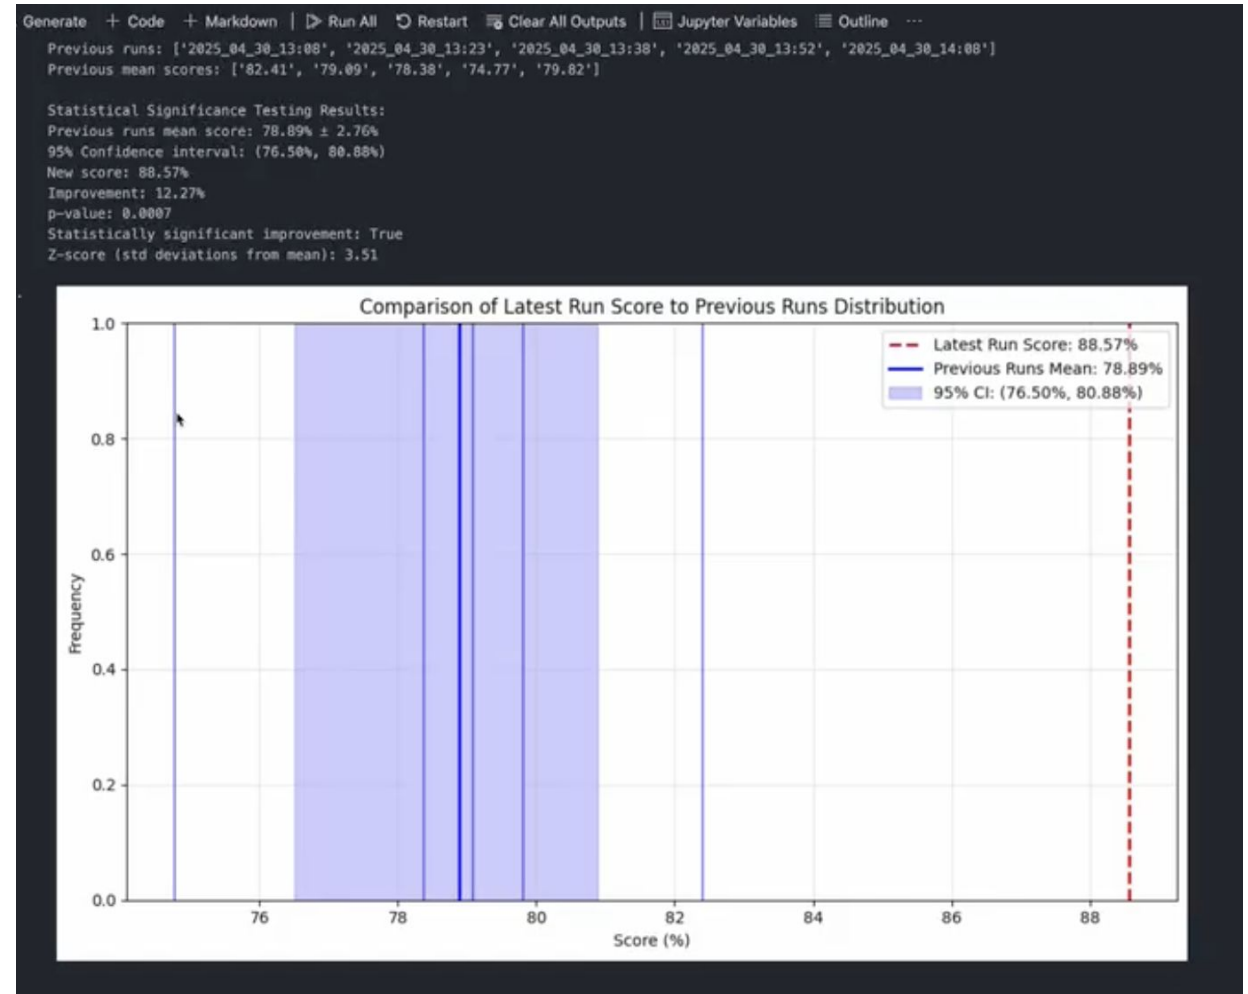 Generate + Code + Markdown | Run All Restart Clear All Outputs | Jupyter Variables Outline ...
Previous runs: ['2025_04_30_13:08', '2025_04_30_13:23', '2025_04_30_13:38', '2025_04_30_13:52', '2025_04_30_14:08']
Previous mean scores: ['82.41', '79.09', '78.38', '74.77', '79.82']
Statistical Significance Testing Results:
Previous runs mean score: 78.89% ± 2.76%
95% Confidence interval: (76.50%, 80.88%)
New score: 88.57%
Improvement: 12.27%
p-value: 0.0007
Statistically significant improvement: True
Z-score (std deviations from mean): 3.51
Comparison of Latest Run Score to Previous Runs Distribution
Latest Run Score: 88.57%
Previous Runs Mean: 78.89%
95% CI: (76.50%, 80.88%)
1.0
0.8
0.6
0.4
0.2
0.0
Frequency
76 78 80 82 84 86 88
Score (%)